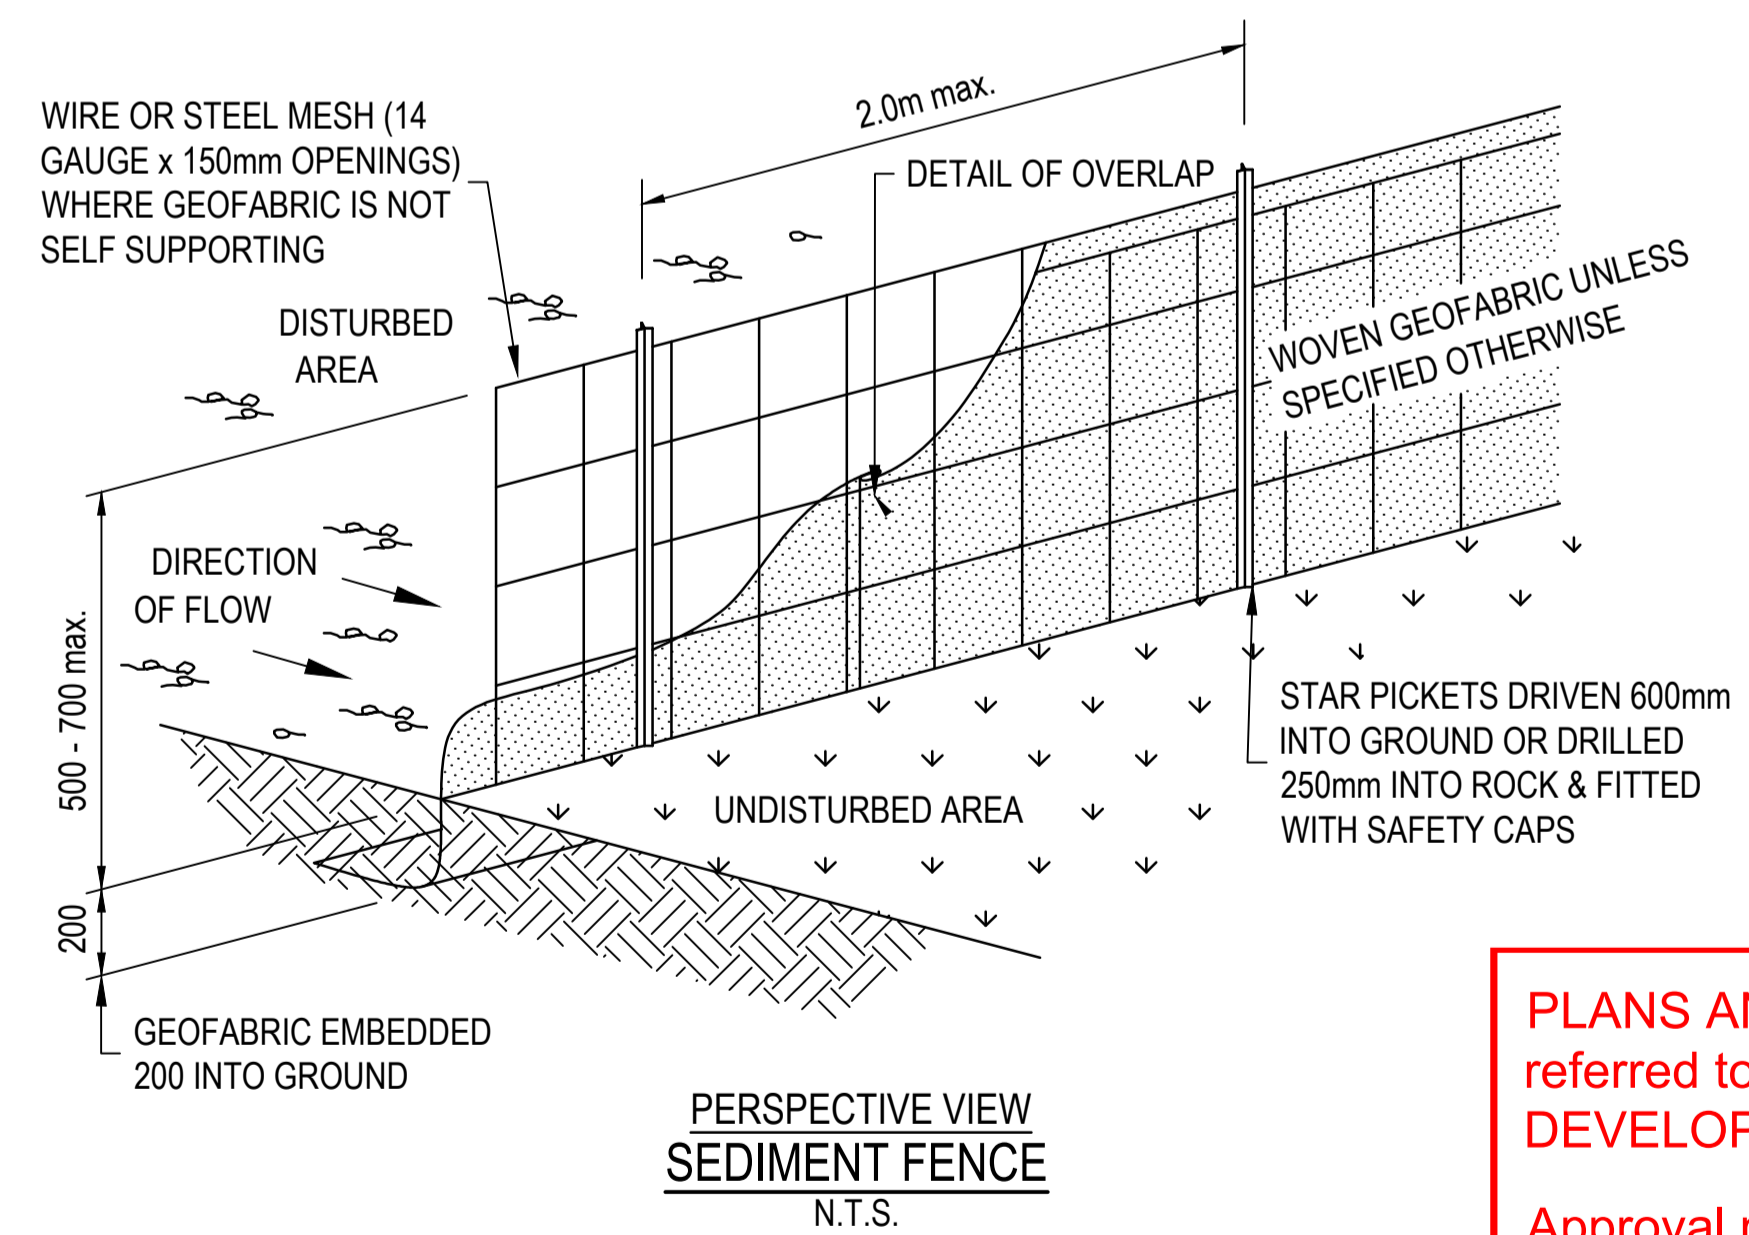 2.0m max.
WIRE OR STEEL MESH (14
GAUGE x 150mm OPENINGS)
WHERE GEOFABRIC IS NOT
SELF SUPPORTING
DETAIL OF OVERLAP
DISTURBED
AREA
WOVEN GEOFABRIC UNLESS
SPECIFIED OTHERWISE
DIRECTION
OF FLOW
500 - 700 max.
200
UNDISTURBED AREA
STAR PICKETS DRIVEN 600mm
INTO GROUND OR DRILLED
250mm INTO ROCK & FITTED
WITH SAFETY CAPS
GEOFABRIC EMBEDDED
200 INTO GROUND
PERSPECTIVE VIEW
SEDIMENT FENCE
N.T.S.
PLANS
referred
Approval